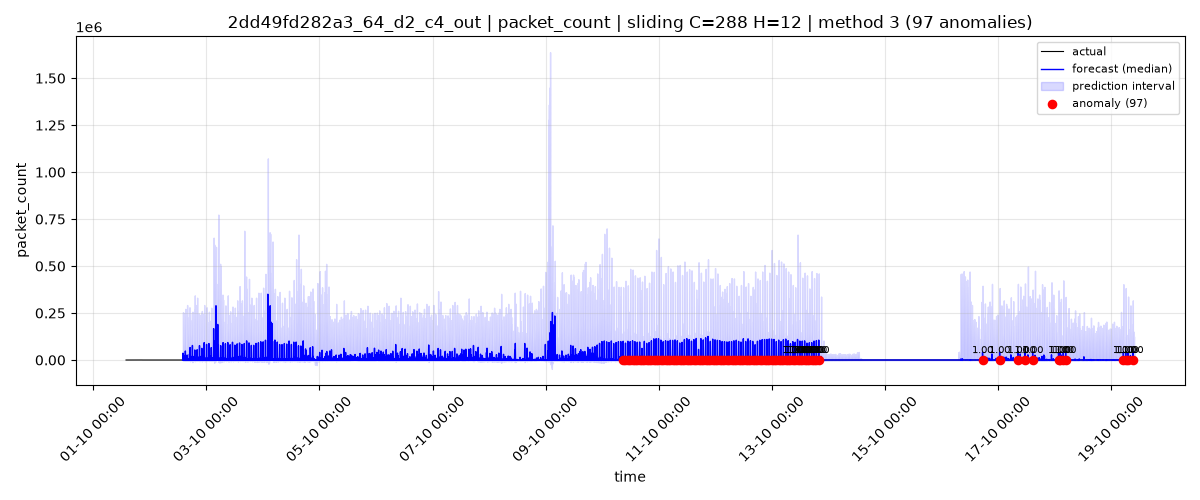 2dd49fd282a3_64_d2_c4_out | packet_count | sliding C=288 H=12 | method 3 (97 anomalies)
1e6
actual
forecast (median)
prediction interval
anomaly (97)
packet_count
1.50
1.25
1.00
0.75
0.50
0.25
0.00
1.00
01-10 00:00
03-10 00:00
05-10 00:00
07-10 00:00
09-10 00:00
11-10 00:00
13-10 00:00
15-10 00:00
17-10 00:00
19-10 00:00
time